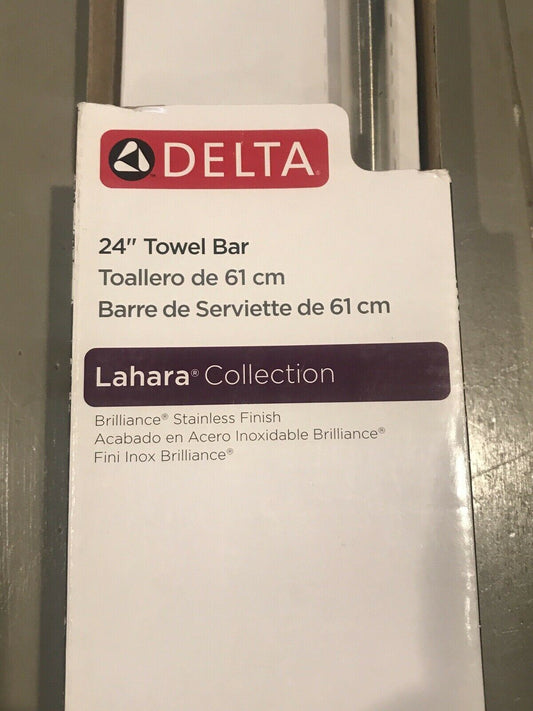 DELTA
24" Towel Bar
Toallero de 61 cm
Barre de Serviette de 61 cm
Lahara® Collection
Brilliance® Stainless Finish
Acabado en Acero Inoxidable Brilliance®
Fini Inox Brilliance®